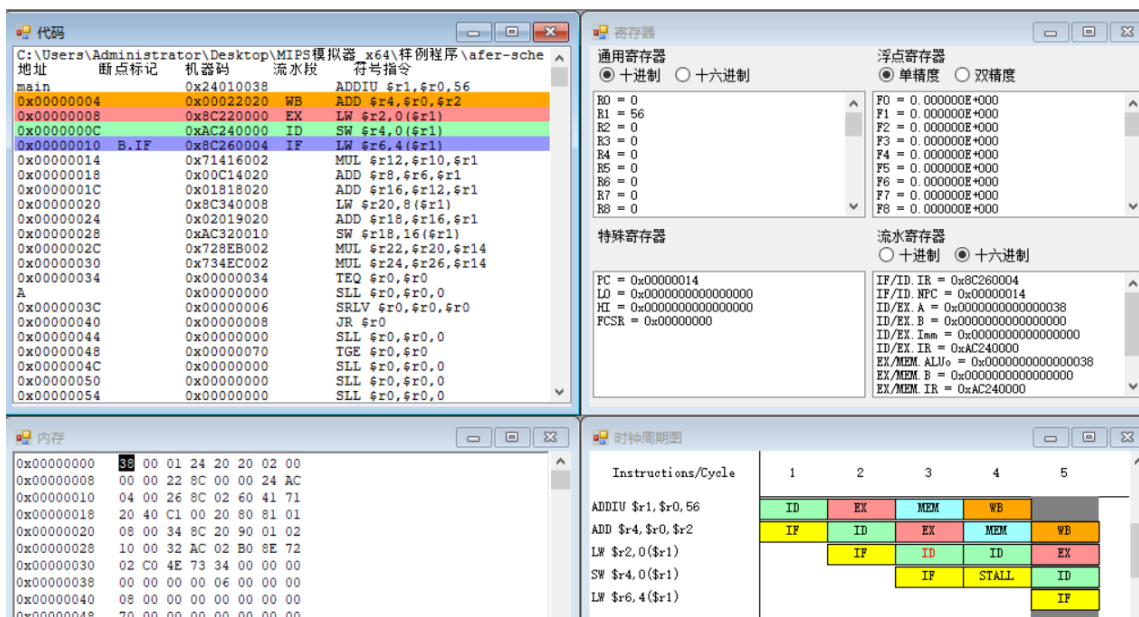 代码
C:\Users\Administrator\Desktop\MIPS模拟器_x64\样例程序\afer-sche
地址 断点标记 机器码 流水段 符号指令
main 0x24010038 ADDIU $r1,$r0,56
0x00000004 0x00022020 WB ADD $r4,$r0,$r2
0x00000008 0x8C220000 EX LW $r2,0($r1)
0x0000000C 0xAC240000 ID SW $r4,0($r1)
0x00000010 B.IF 0x8C260004 IF LW $r6,4($r1)
0x00000014 0x71416002 MUL $r12,$r10,$r1
0x00000018 0x00C14020 ADD $r8,$r6,$r1
0x0000001C 0x01818020 ADD $r16,$r12,$r1
0x00000020 0x8C340008 LW $r20,8($r1)
0x00000024 0x02019020 ADD $r18,$r16,$r1
0x00000028 0xAC320010 SW $r18,16($r1)
0x0000002C 0x728EB002 MUL $r22,$r20,$r14
0x00000030 0x734EC002 MUL $r24,$r26,$r14
0x00000034 0x00000034 TEQ $r0,$r0
A 0x00000000 SLL $r0,$r0,0
0x0000003C 0x00000006 SRLV $r0,$r0,$r0
0x00000040 0x00000008 JR $r0
0x00000044 0x00000000 SLL $r0,$r0,0
0x00000048 0x00000070 TGE $r0,$r0
0x0000004C 0x00000000 SLL $r0,$r0,0
0x00000050 0x00000000 SLL $r0,$r0,0
0x00000054 0x00000000 SLL $r0,$r0,0
寄存器
通用寄存器
十进制 十六进制
R0 = 0
R1 = 56
R2 = 0
R3 = 0
R4 = 0
R5 = 0
R6 = 0
R7 = 0
R8 = 0
浮点寄存器
单精度 双精度
F0 = 0.000000E+000
F1 = 0.000000E+000
F2 = 0.000000E+000
F3 = 0.000000E+000
F4 = 0.000000E+000
F5 = 0.000000E+000
F6 = 0.000000E+000
F7 = 0.000000E+000
F8 = 0.000000E+000
特殊寄存器
PC = 0x00000014
LO = 0x0000000000000000
HI = 0x0000000000000000
FCSR = 0x00000000
流水寄存器
十进制 十六进制
IF/ID.IR = 0x8C260004
IF/ID.NPC = 0x00000014
ID/EX.A = 0x0000000000000038
ID/EX.B = 0x0000000000000000
ID/EX.Imm = 0x0000000000000000
ID/EX.IR = 0xAC240000
EX/MEM.ALUo = 0x0000000000000038
EX/MEM.B = 0x0000000000000000
EX/MEM.IR = 0xAC240000
内存
0x00000000 38 00 01 24 20 20 02 00
0x00000008 00 00 22 8C 00 00 24 AC
0x00000010 04 00 26 8C 02 60 41 71
0x00000018 20 40 C1 00 20 80 81 01
0x00000020 08 00 34 8C 20 90 01 02
0x00000028 10 00 32 AC 02 B0 8E 72
0x00000030 02 C0 4E 73 34 00 00 00
0x00000038 00 00 00 00 06 00 00 00
0x00000040 08 00 00 00 00 00 00 00
0x00000048 70 00 00 00 00 00 00 00
时钟周期图
Instructions/Cycle 1 2 3 4 5
ADDIU $r1,$r0,56 ID EX MEM WB
ADD $r4,$r0,$r2 IF ID EX MEM WB
LW $r2,0($r1) IF ID ID EX
SW $r4,0($r1) IF STALL ID
LW $r6,4($r1) IF